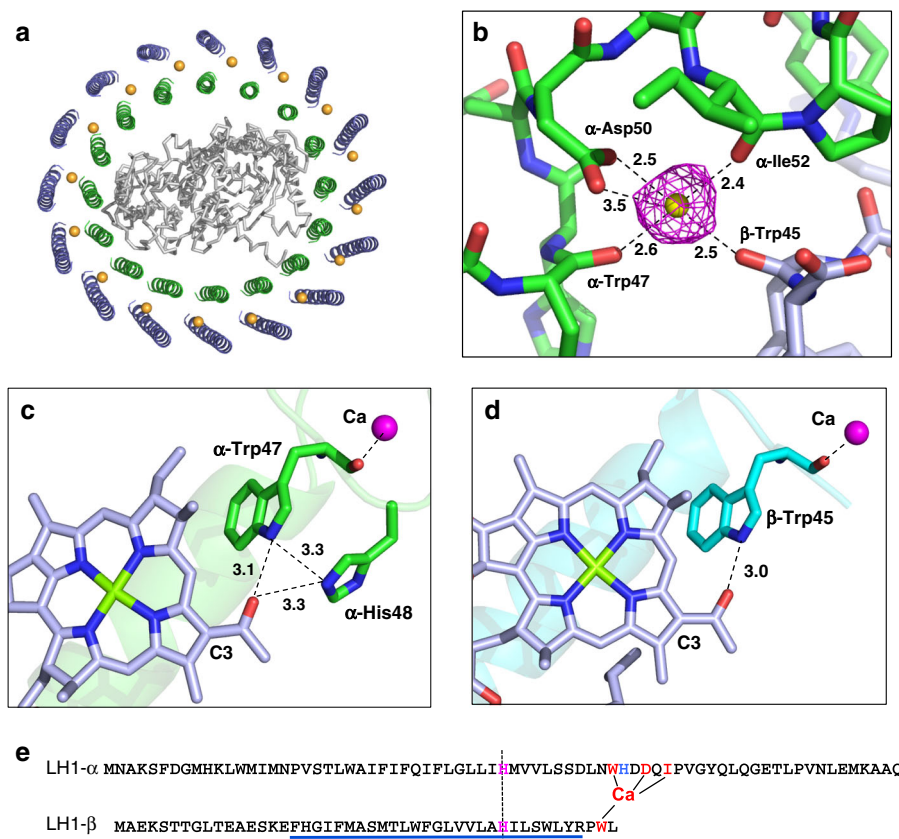 a
b
α-Asp50
α-Ile52
2.5
2.4
3.5
2.6
2.5
β-Trp45
α-Trp47
c
Ca
α-Trp47
3.3
3.1
3.3
α-His48
C3
d
Ca
β-Trp45
3.0
C3
e
LH1-α MNAKSFDGMHKLWMIMNPVSTLWAIFIFQIFLGLLIHMVVLSSDLNWHDDQIPVGYQLQGETLPVNLEMKAAQ
Ca
LH1-β MAEKSTTGLTEAESKEFHGIFMASMTLWFGLVVLAHILSWLYRPWL